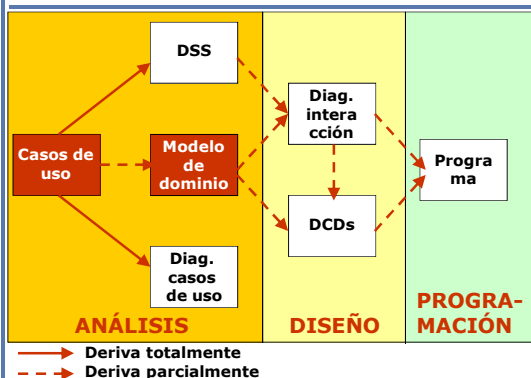 DSS
Diag.
intera
cción
Casos de
uso
Modelo
de
dominio
Progra
ma
DCDs
Diag.
casos
de uso
ANÁLISIS
DISEÑO
PROGRA-
MACIÓN
Deriva totalmente
Deriva parcialmente